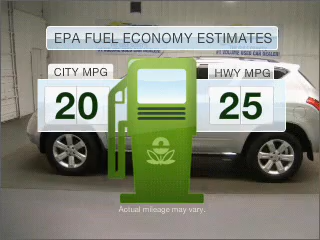 EPA FUEL ECONOMY ESTIMATES
CITY MPG
HWY MPG
20
25
Actual mileage may vary.